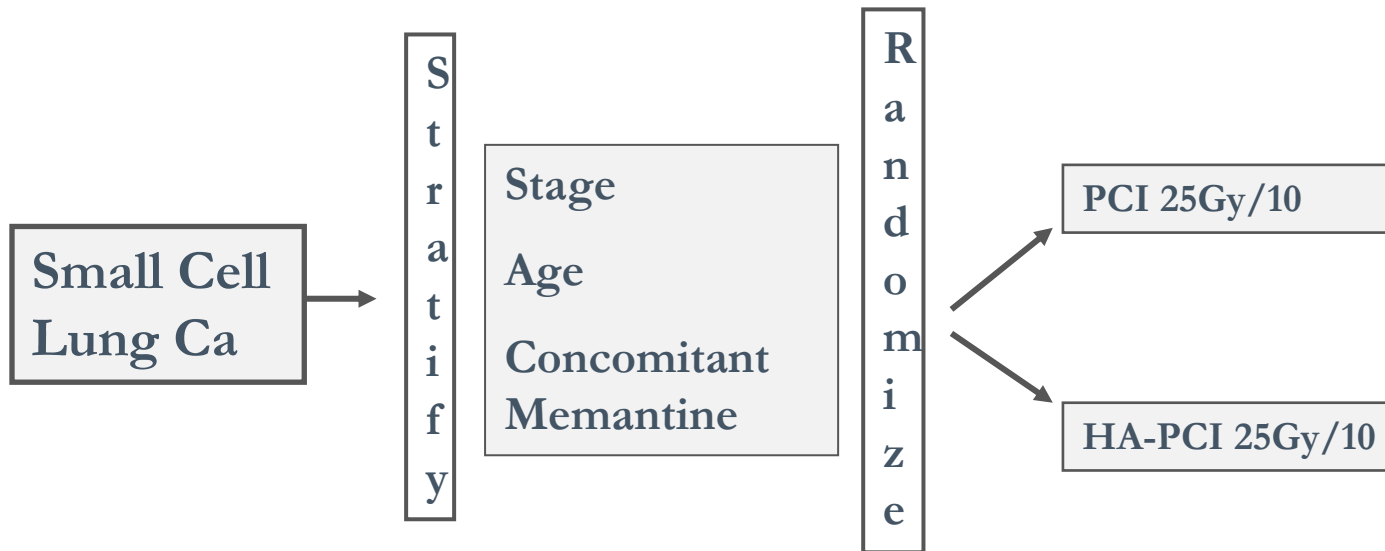 Small Cell
Lung Ca
Stratify
Stage
Age
Concomitant
Memantine
Randomize
PCI 25Gy/10
HA-PCI 25Gy/10